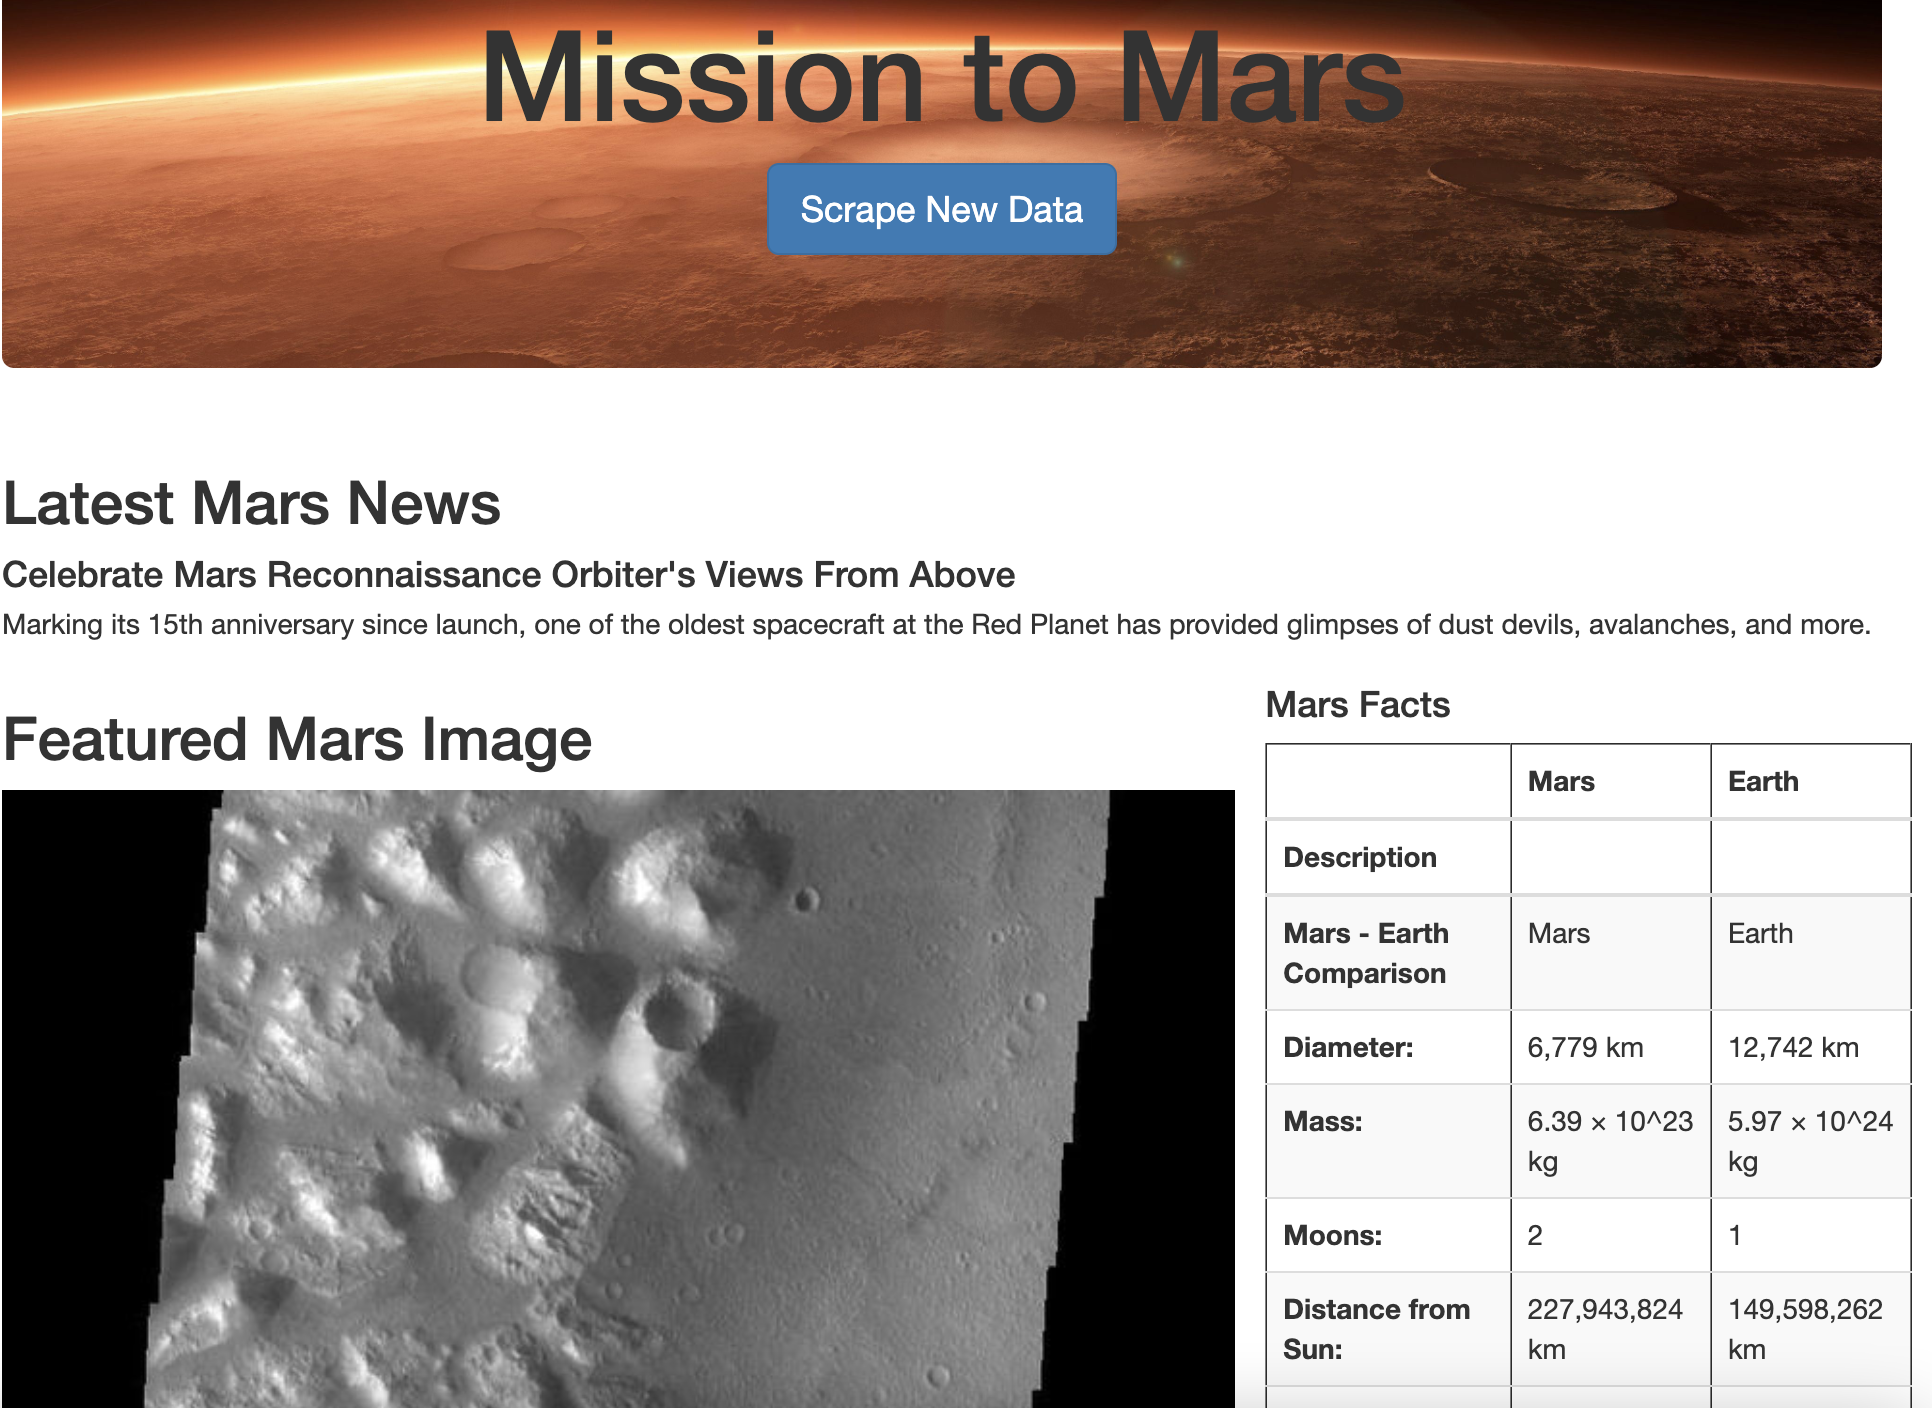 Mission to Mars
Scrape New Data
Latest Mars News
Celebrate Mars Reconnaissance Orbiter's Views From Above
Marking its 15th anniversary since launch, one of the oldest spacecraft at the Red Planet has provided glimpses of dust devils, avalanches, and more.
Featured Mars Image
Mars Facts
Mars Earth
Description
Mars - Earth Comparison Mars Earth
Diameter: 6,779 km 12,742 km
Mass: 6.39 × 10^23 kg 5.97 × 10^24 kg
Moons: 2 1
Distance from Sun: 227,943,824 km 149,598,262 km